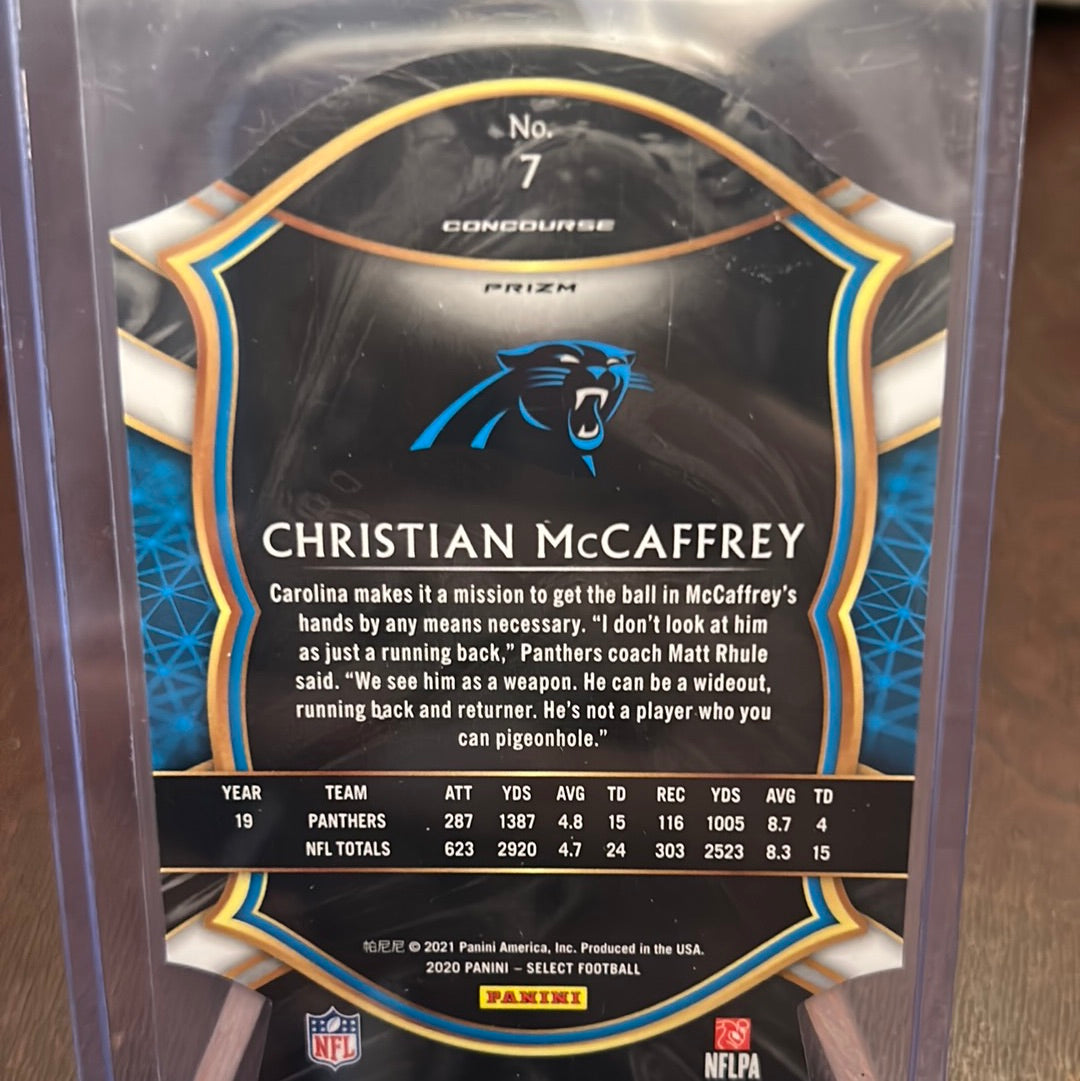 No.
7
CONCOURSE
PRIZM
CHRISTIAN McCAFFREY
Carolina makes it a mission to get the ball in McCaffrey's
hands by any means necessary. “I don't look at him
as just a running back,” Panthers coach Matt Rhule
said. “We see him as a weapon. He can be a wideout,
running back and returner. He's not a player who you
can pigeonhole.”
YEAR TEAM ATT YDS AVG TD REC YDS AVG TD
19 PANTHERS 287 1387 4.8 15 116 1005 8.7 4
NFL TOTALS 623 2920 4.7 24 303 2523 8.3 15
帕尼尼 © 2021 Panini America, Inc. Produced in the USA.
2020 PANINI – SELECT FOOTBALL
PANINI
NFL
NFLPA